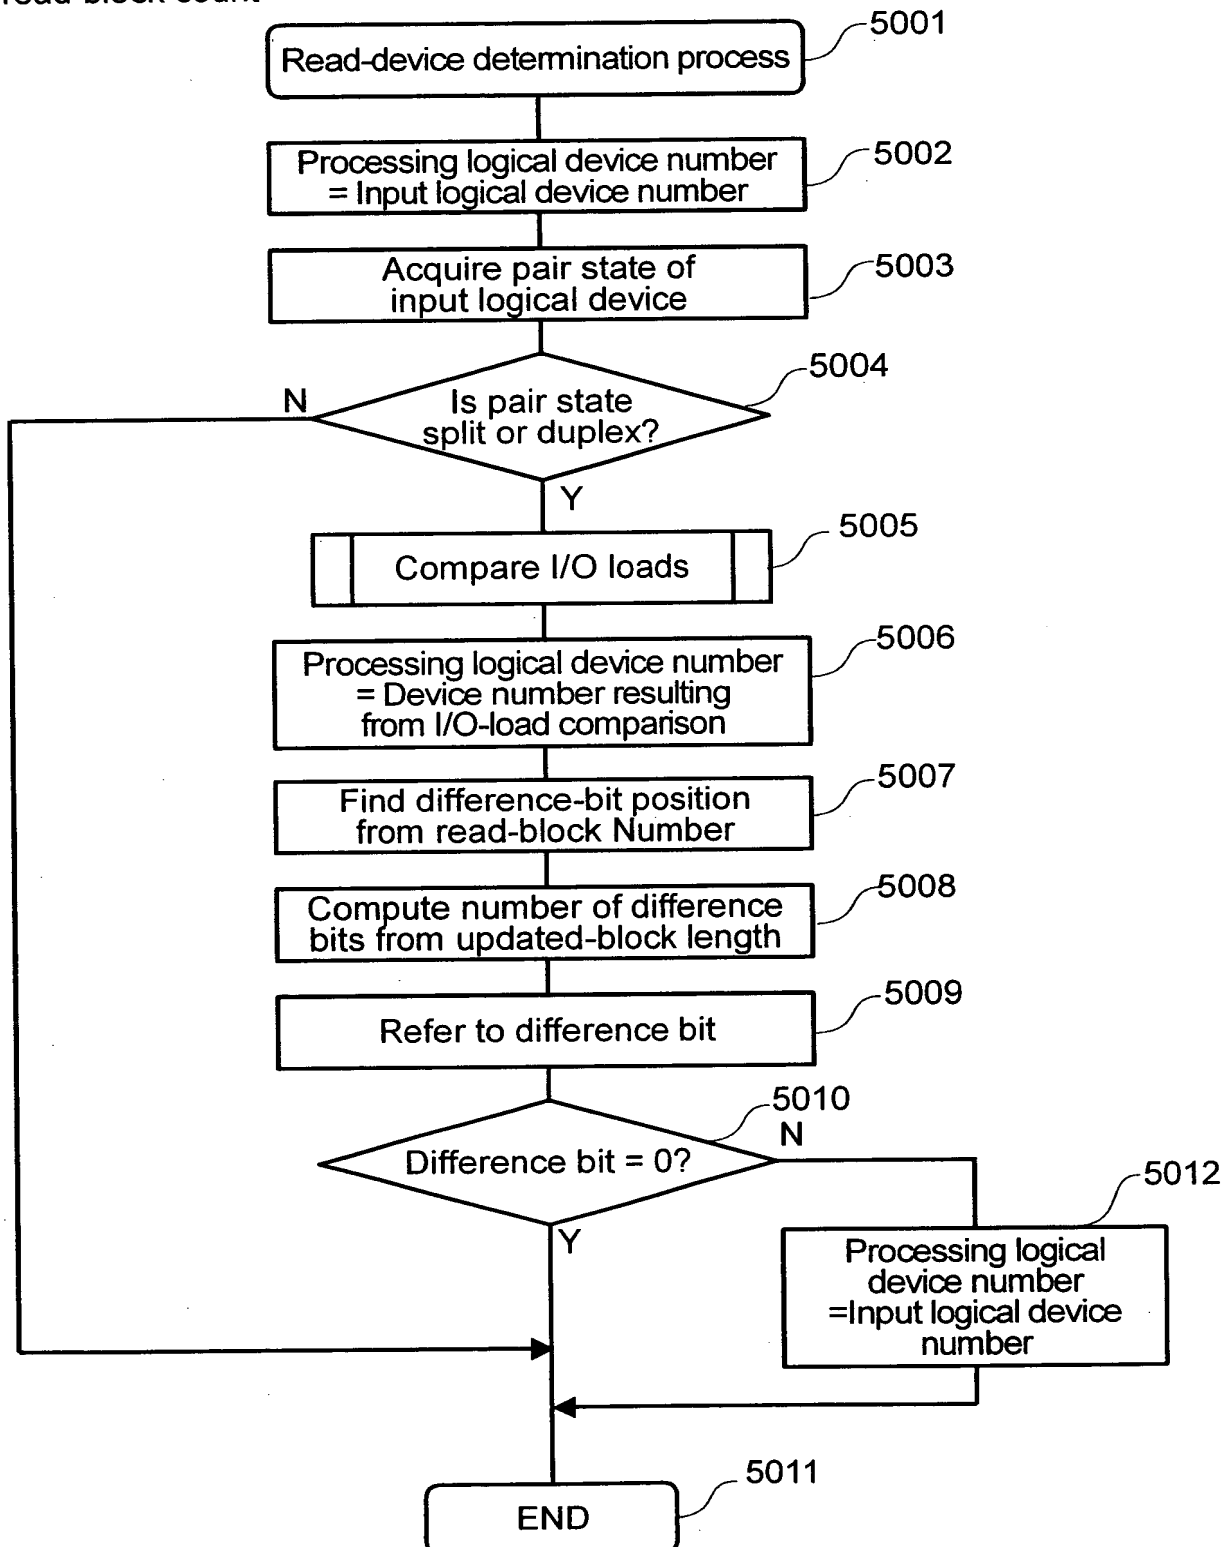 read-block count
5001
Read-device determination process
5002
Processing logical device number
= Input logical device number
5003
Acquire pair state of
input logical device
5004
N
Is pair state
split or duplex?
Y
5005
Compare I/O loads
5006
Processing logical device number
= Device number resulting
from I/O-load comparison
5007
Find difference-bit position
from read-block Number
5008
Compute number of difference
bits from updated-block length
5009
Refer to difference bit
5010
N
Difference bit = 0?
5012
Y
Processing logical
device number
=Input logical device
number
5011
END